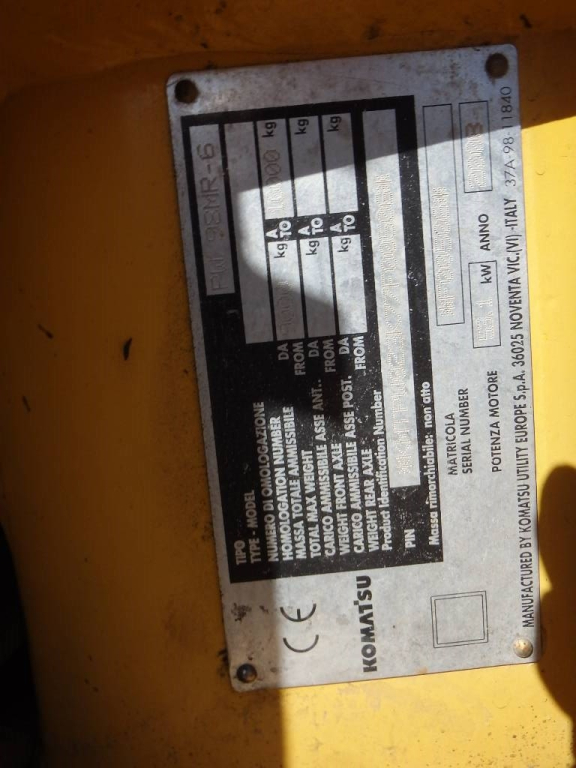 TIPO
TYPE - MODEL PW 98MR-6
NUMERO DI OMOLOGAZIONE
HOMOLOGATION NUMBER
MASSA TOTALE AMMISSIBILE DA kg A kg
TOTAL MAX WEIGHT FROM TO
CARICO AMMISSIBILE ASSE ANT.. DA kg A kg
WEIGHT FRONT AXLE FROM TO
CARICO AMMISSIBILE ASSE POST. DA kg A kg
WEIGHT REAR AXLE FROM TO
Product Identification Number
PIN
Massa rimorchiabile: non atto
CE
KOMATSU
MATRICOLA
SERIAL NUMBER
POTENZA MOTORE kW ANNO
MANUFACTURED BY KOMATSU UTILITY EUROPE S.p.A. 36025 NOVENTA VIC.(VI) -ITALY 37A-98-11840